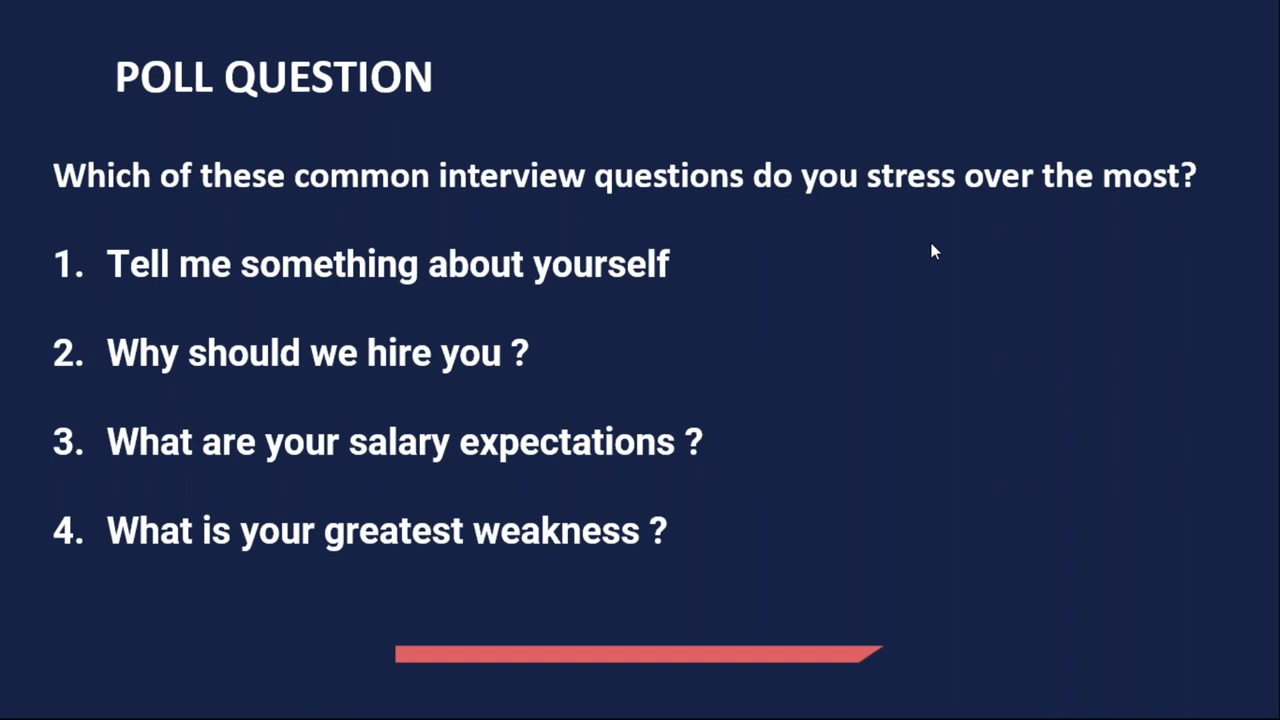 POLL QUESTION
Which of these common interview questions do you stress over the most?
1. Tell me something about yourself
2. Why should we hire you ?
3. What are your salary expectations ?
4. What is your greatest weakness ?